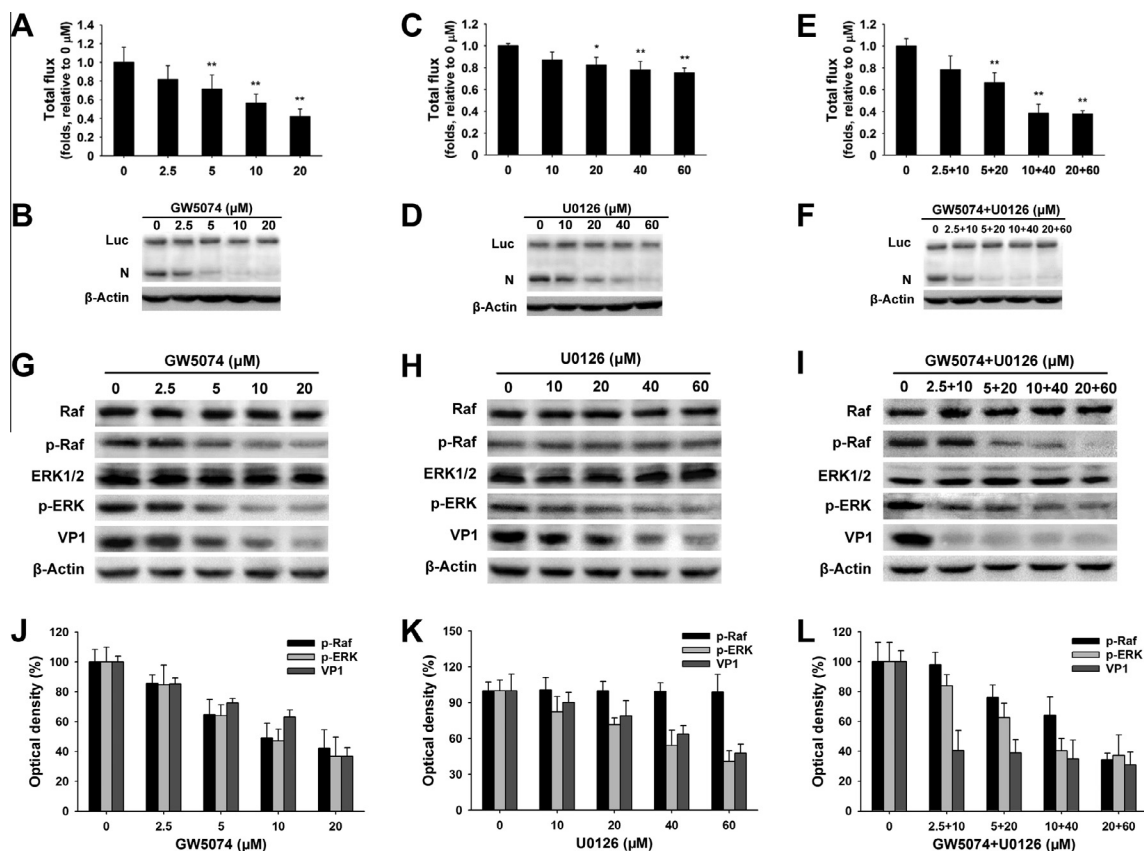 A
Total flux
(folds, relative to 0 μM)
1.4
1.2
1.0
0.8
0.6
0.4
0.2
0
** ** **
0 2.5 5 10 20
C
Total flux
(folds, relative to 0 μM)
1.2
1.0
0.8
0.6
0.4
0.2
0
* ** **
0 10 20 40 60
E
Total flux
(folds, relative to 0 μM)
1.2
1.0
0.8
0.6
0.4
0.2
0
** ** **
0 2.5+10 5+20 10+40 20+60
B
GW5074 (μM)
0 2.5 5 10 20
Luc
N
β-Actin
D
U0126 (μM)
0 10 20 40 60
Luc
N
β-Actin
F
GW5074+U0126 (μM)
0 2.5+10 5+20 10+40 20+60
Luc
N
β-Actin
G
GW5074 (μM)
0 2.5 5 10 20
Raf
p-Raf
ERK1/2
p-ERK
VP1
β-Actin
H
U0126 (μM)
0 10 20 40 60
Raf
p-Raf
ERK1/2
p-ERK
VP1
β-Actin
I
GW5074+U0126 (μM)
0 2.5+10 5+20 10+40 20+60
Raf
p-Raf
ERK1/2
p-ERK
VP1
β-Actin
J
Optical density (%)
120
100
80
60
40
20
0
p-Raf
p-ERK
VP1
0 2.5 5 10 20
GW5074 (μM)
K
Optical density (%)
150
120
90
60
30
0
p-Raf
p-ERK
VP1
0 10 20 40 60
U0126 (μM)
L
Optical density (%)
120
100
80
60
40
20
0
p-Raf
p-ERK
VP1
0 2.5+10 5+20 10+40 20+60
GW5074+U0126 (μM)